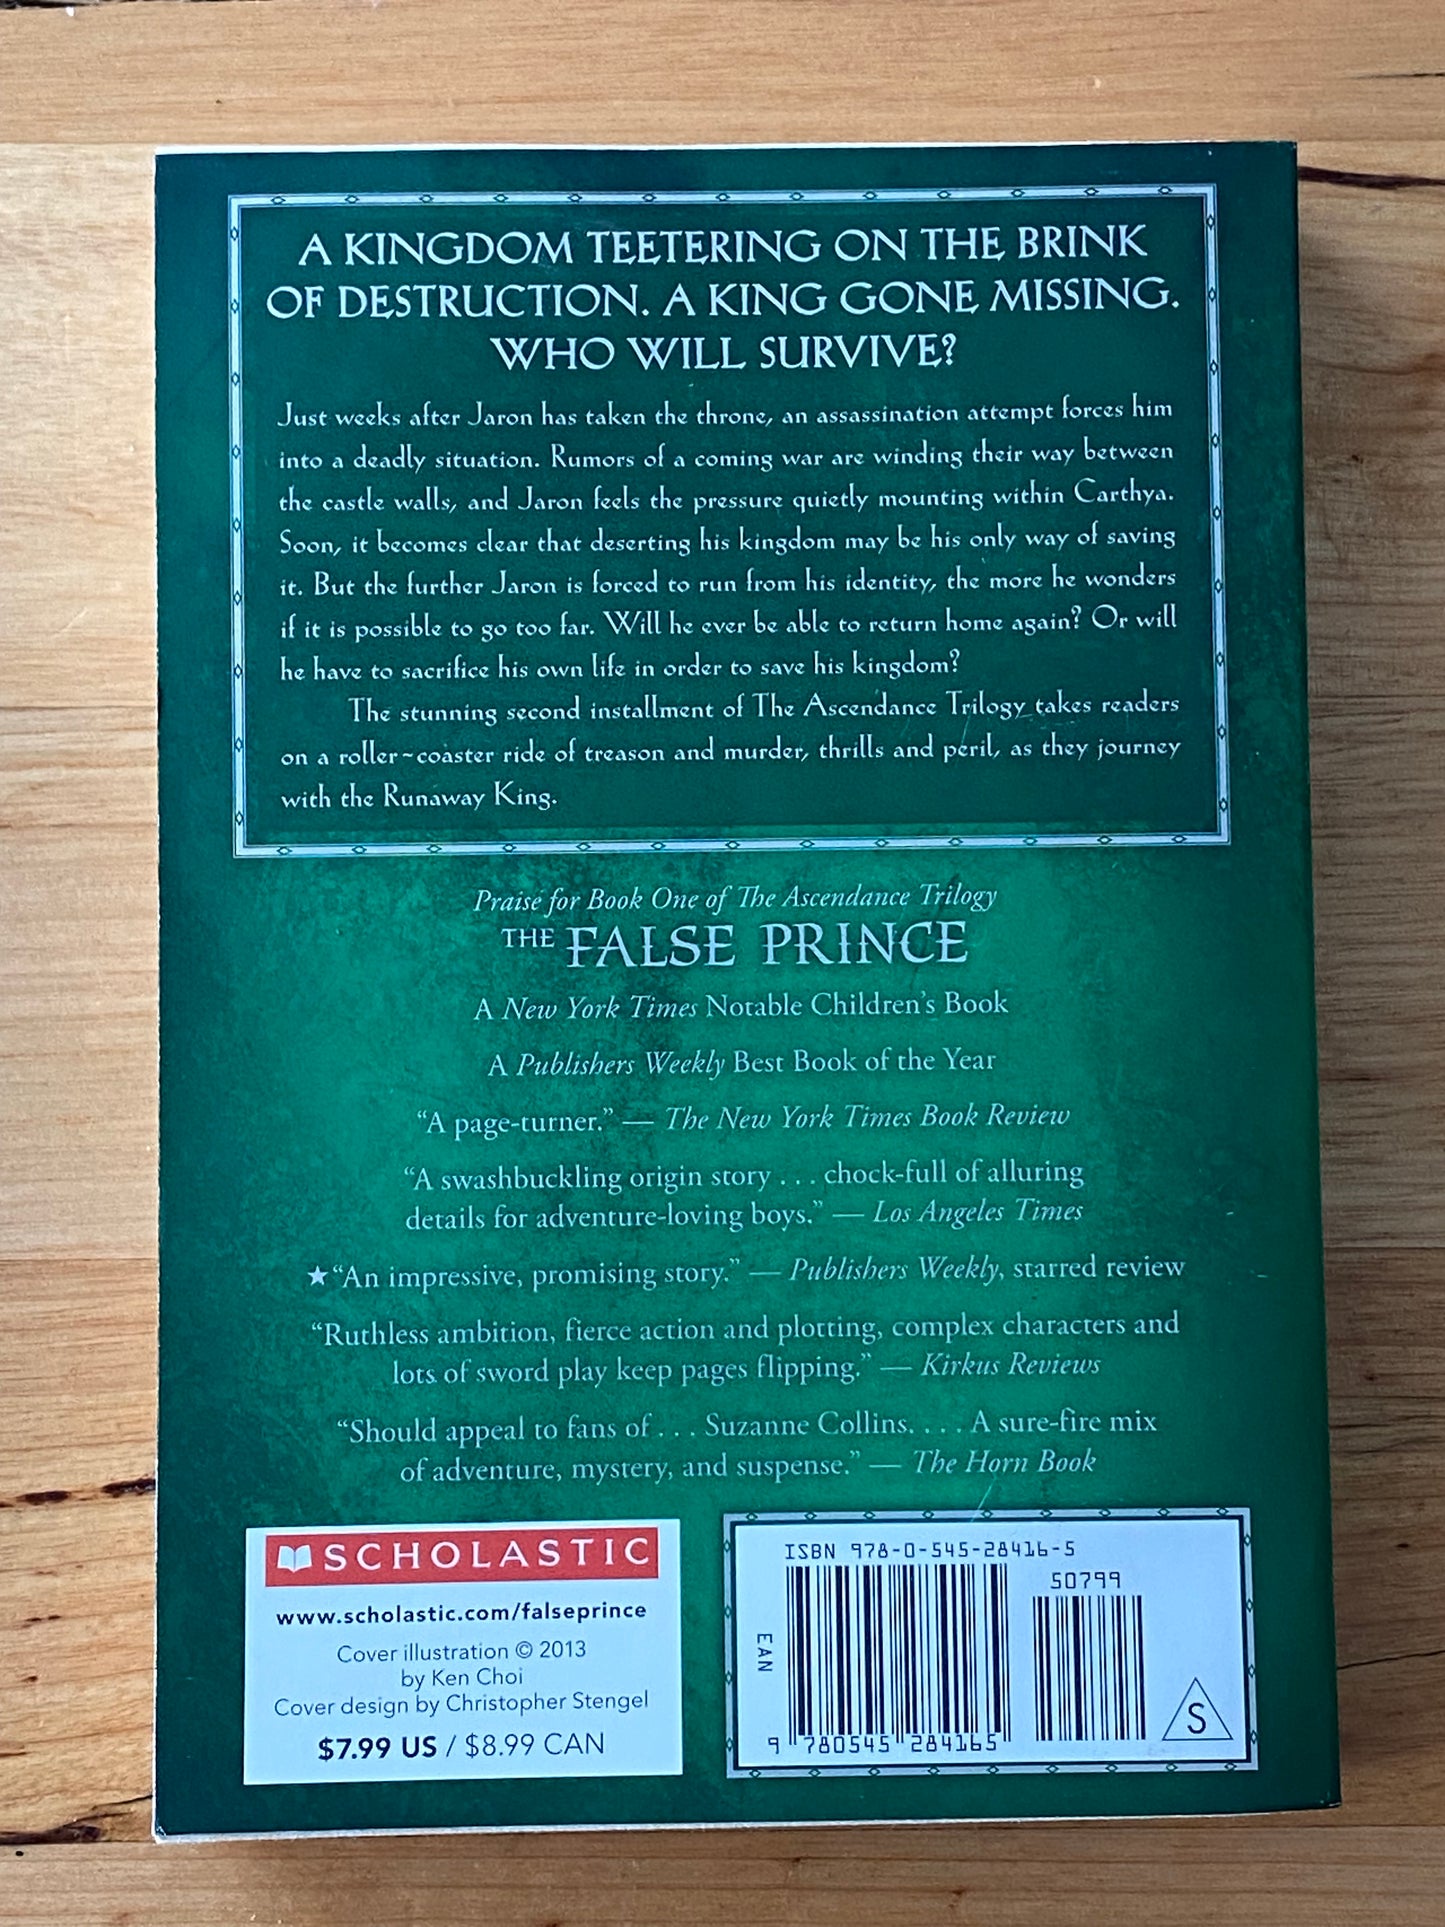 A KINGDOM TEETERING ON THE BRINK
OF DESTRUCTION. A KING GONE MISSING.
WHO WILL SURVIVE?
Just weeks after Jaron has taken the throne, an assassination attempt forces him
into a deadly situation. Rumors of a coming war are winding their way between
the castle walls, and Jaron feels the pressure quietly mounting within Carthya.
Soon, it becomes clear that deserting his kingdom may be his only way of saving
it. But the further Jaron is forced to run from his identity, the more he wonders
if it is possible to go too far. Will he ever be able to return home again? Or will
he have to sacrifice his own life in order to save his kingdom?
The stunning second installment of The Ascendance Trilogy takes readers
on a roller-coaster ride of treason and murder, thrills and peril, as they journey
with the Runaway King.
Praise for Book One of The Ascendance Trilogy
THE FALSE PRINCE
A New York Times Notable Children's Book
A Publishers Weekly Best Book of the Year
“A page-turner.” — The New York Times Book Review
“A swashbuckling origin story . . . chock-full of alluring
details for adventure-loving boys.” — Los Angeles Times
★“An impressive, promising story.” — Publishers Weekly, starred review
“Ruthless ambition, fierce action and plotting, complex characters and
lots of sword play keep pages flipping.” — Kirkus Reviews
“Should appeal to fans of . . . Suzanne Collins. . . . A sure-fire mix
of adventure, mystery, and suspense.” — The Horn Book
SCHOLASTIC
www.scholastic.com/falseprince
Cover illustration © 2013
by Ken Choi
Cover design by Christopher Stengel
$7.99 US / $8.99 CAN
ISBN 978-0-545-28416-5
50799
EAN
9 780545 284165
S